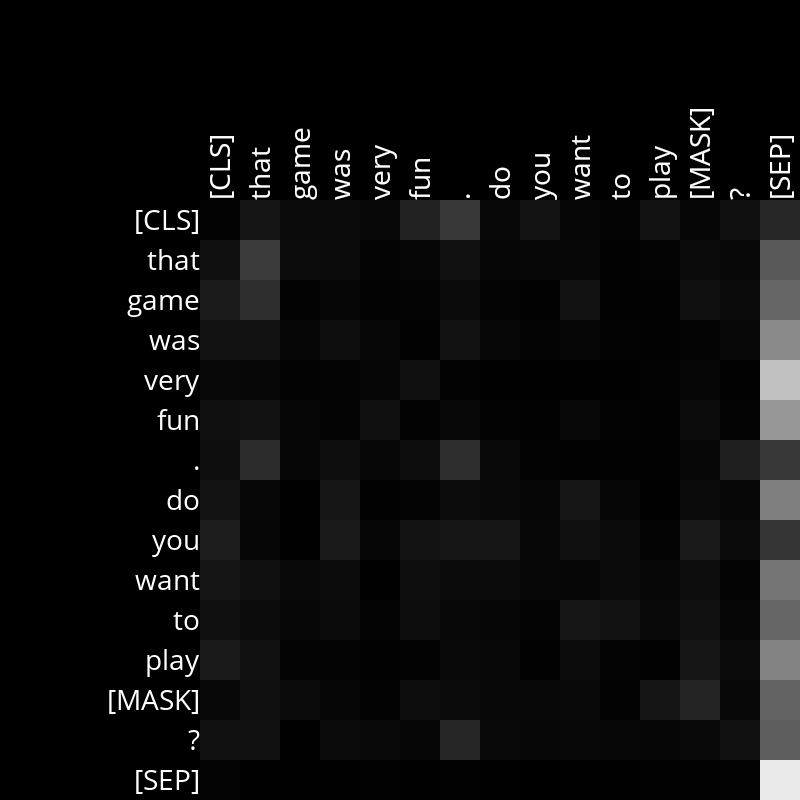 [CLS] that game was very fun . do you want to play [MASK] ? [SEP]
[CLS]
that
game
was
very
fun
.
do
you
want
to
play
[MASK]
?
[SEP]